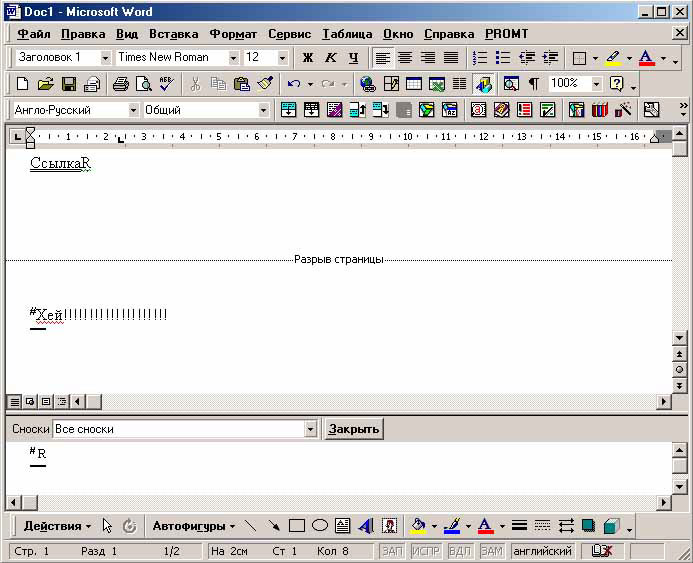 Doc1 - Microsoft Word
Файл Правка Вид Вставка Формат Сервис Таблица Окно Справка PROMT
Заголовок 1 Times New Roman 12 Ж К Ч
100%
Англо-Русский Общий
1 2 3 4 5 6 7 8 9 10 11 12 13 14 15 16
СсылкаR
Разрыв страницы
#Хей!!!!!!!!!!!!!!!!!!!!
Сноски Все сноски Закрыть
#R
Действия Автофигуры
Стр. 1 Разд 1 1/2 На 2см Ст 1 Кол 8 ЗАП ИСПР ВДЛ ЗАМ английский